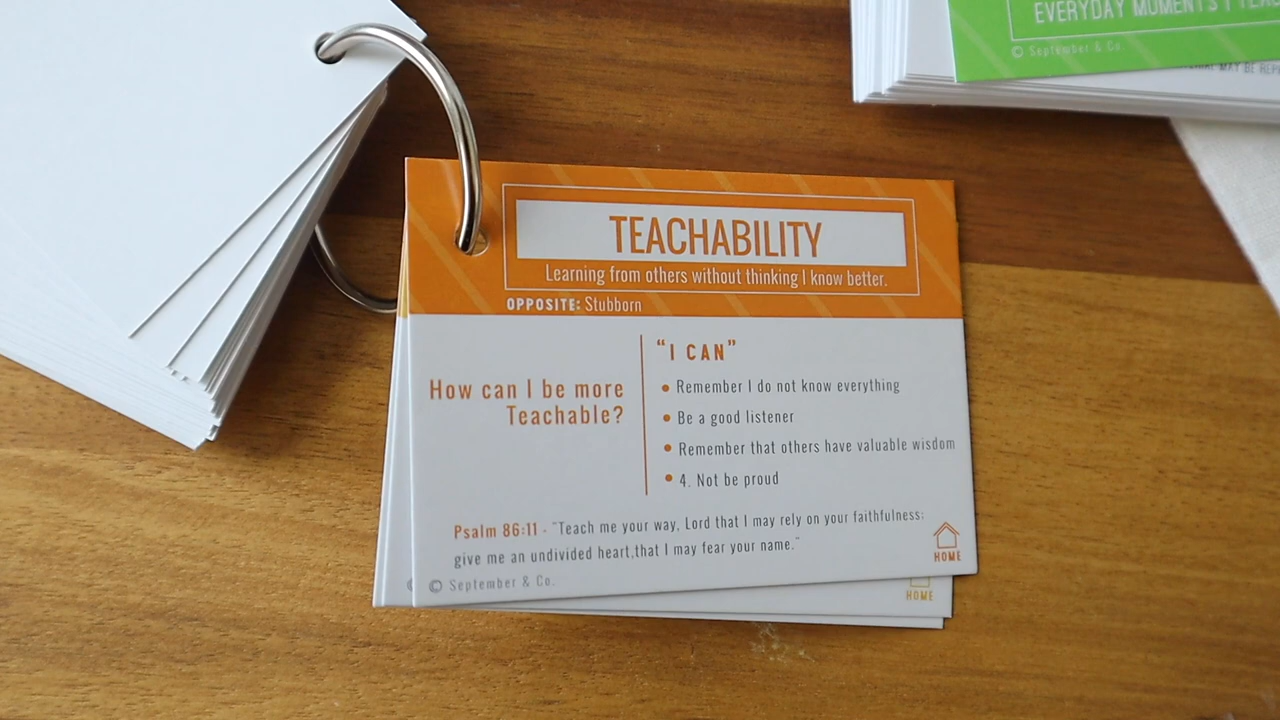 EVERYDAY MOMENTS
© September & Co.
MAY BE
TEACHABILITY
Learning from others without thinking I know better.
OPPOSITE: Stubborn
"I CAN"
How can I be more
Teachable?
• Remember I do not know everything
• Be a good listener
• Remember that others have valuable wisdom
• 4. Not be proud
Psalm 86:11 - "Teach me your way, Lord that I may rely on your faithfulness:
give me an undivided heart,that I may fear your name."
HOME
© September & Co.
HOME